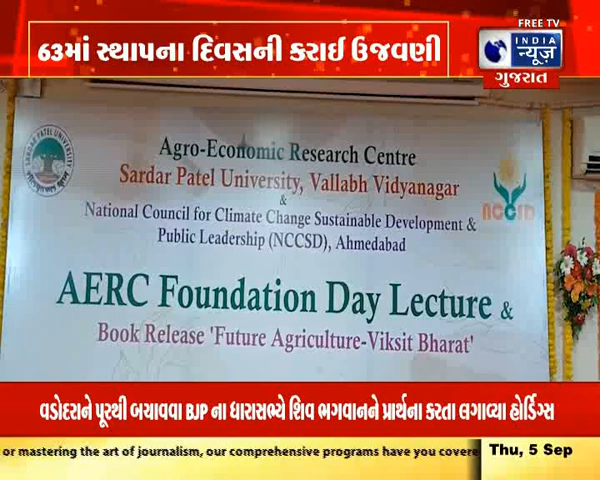 63માં સ્થાપના દિવસની કરાઈ ઉજવણી
FREE TV
INDIA
ન્યૂઝ
ગુજરાત
SARDAR PATEL UNIVERSITY
Agro-Economic Research Centre
Sardar Patel University, Vallabh Vidyanagar
&
National Council for Climate Change Sustainable Development &
Public Leadership (NCCSD), Ahmedabad
NCCSD
AERC Foundation Day Lecture &
Book Release 'Future Agriculture-Viksit Bharat'
વડોદરાને પૂરથી બચાવવા BJP ના ધારાસભ્યે શિવ ભગવાનને પ્રાર્થના કરતા લગાવ્યા હોર્ડિંગ્સ
or mastering the art of journalism, our comprehensive programs have you covere
Thu, 5 Sep